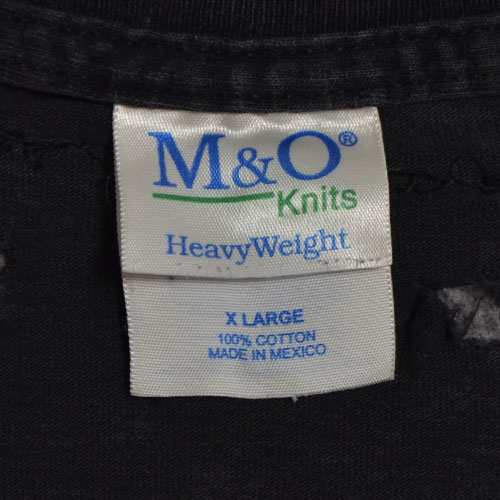 M&O®
Knits
HeavyWeight
X LARGE
100% COTTON
MADE IN MEXICO